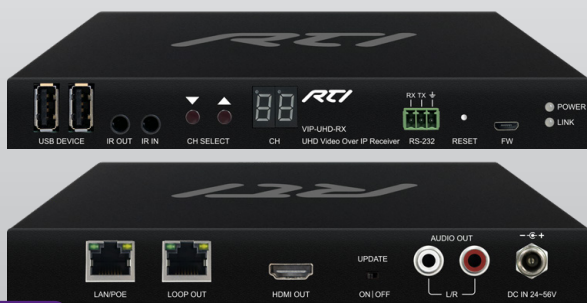 RTI
RTI
RX TX
POWER
LINK
USB DEVICE IR OUT IR IN CH SELECT 88 CH
VIP-UHD-RX
UHD Video Over IP Receiver RS-232 RESET FW
RTI
AUDIO OUT
UPDATE
LAN/POE LOOP OUT HDMI OUT ON|OFF L/R DC IN 24~56V